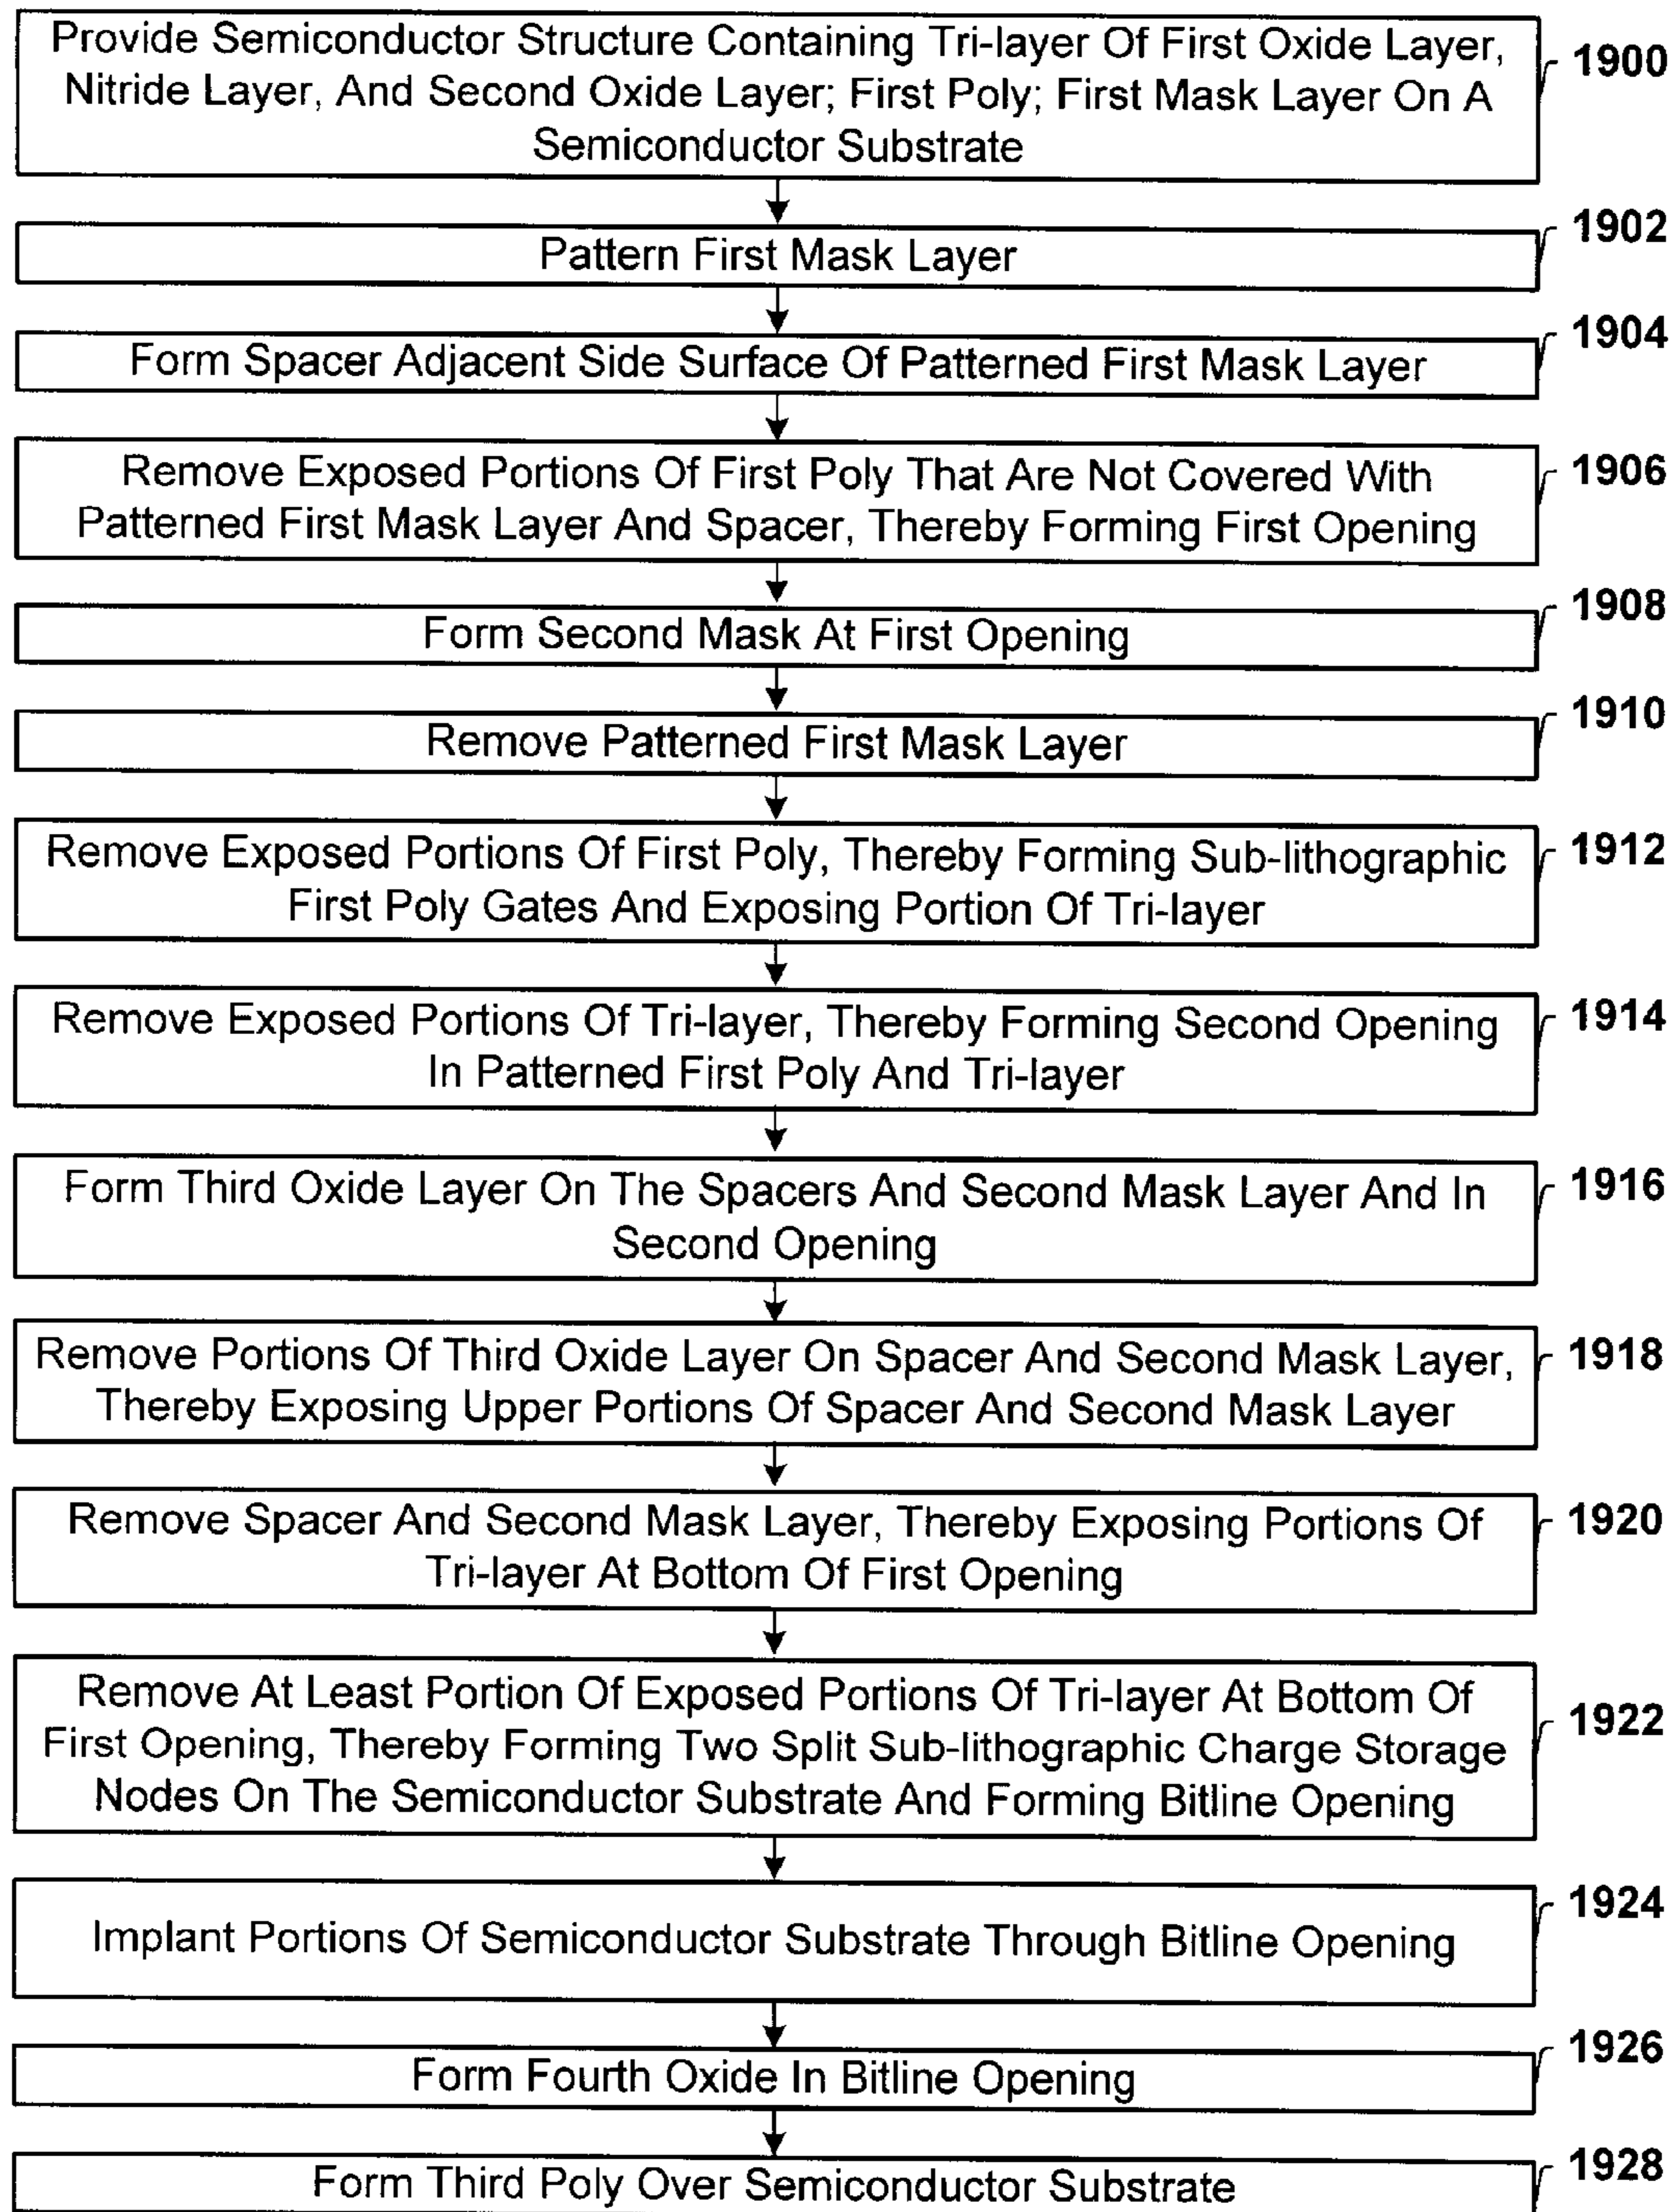 Provide Semiconductor Structure Containing Tri-layer Of First Oxide Layer,
Nitride Layer, And Second Oxide Layer; First Poly; First Mask Layer On A
Semiconductor Substrate
1900
Pattern First Mask Layer
1902
Form Spacer Adjacent Side Surface Of Patterned First Mask Layer
1904
Remove Exposed Portions Of First Poly That Are Not Covered With
Patterned First Mask Layer And Spacer, Thereby Forming First Opening
1906
Form Second Mask At First Opening
1908
Remove Patterned First Mask Layer
1910
Remove Exposed Portions Of First Poly, Thereby Forming Sub-lithographic
First Poly Gates And Exposing Portion Of Tri-layer
1912
Remove Exposed Portions Of Tri-layer, Thereby Forming Second Opening
In Patterned First Poly And Tri-layer
1914
Form Third Oxide Layer On The Spacers And Second Mask Layer And In
Second Opening
1916
Remove Portions Of Third Oxide Layer On Spacer And Second Mask Layer,
Thereby Exposing Upper Portions Of Spacer And Second Mask Layer
1918
Remove Spacer And Second Mask Layer, Thereby Exposing Portions Of
Tri-layer At Bottom Of First Opening
1920
Remove At Least Portion Of Exposed Portions Of Tri-layer At Bottom Of
First Opening, Thereby Forming Two Split Sub-lithographic Charge Storage
Nodes On The Semiconductor Substrate And Forming Bitline Opening
1922
Implant Portions Of Semiconductor Substrate Through Bitline Opening
1924
Form Fourth Oxide In Bitline Opening
1926
Form Third Poly Over Semiconductor Substrate
1928